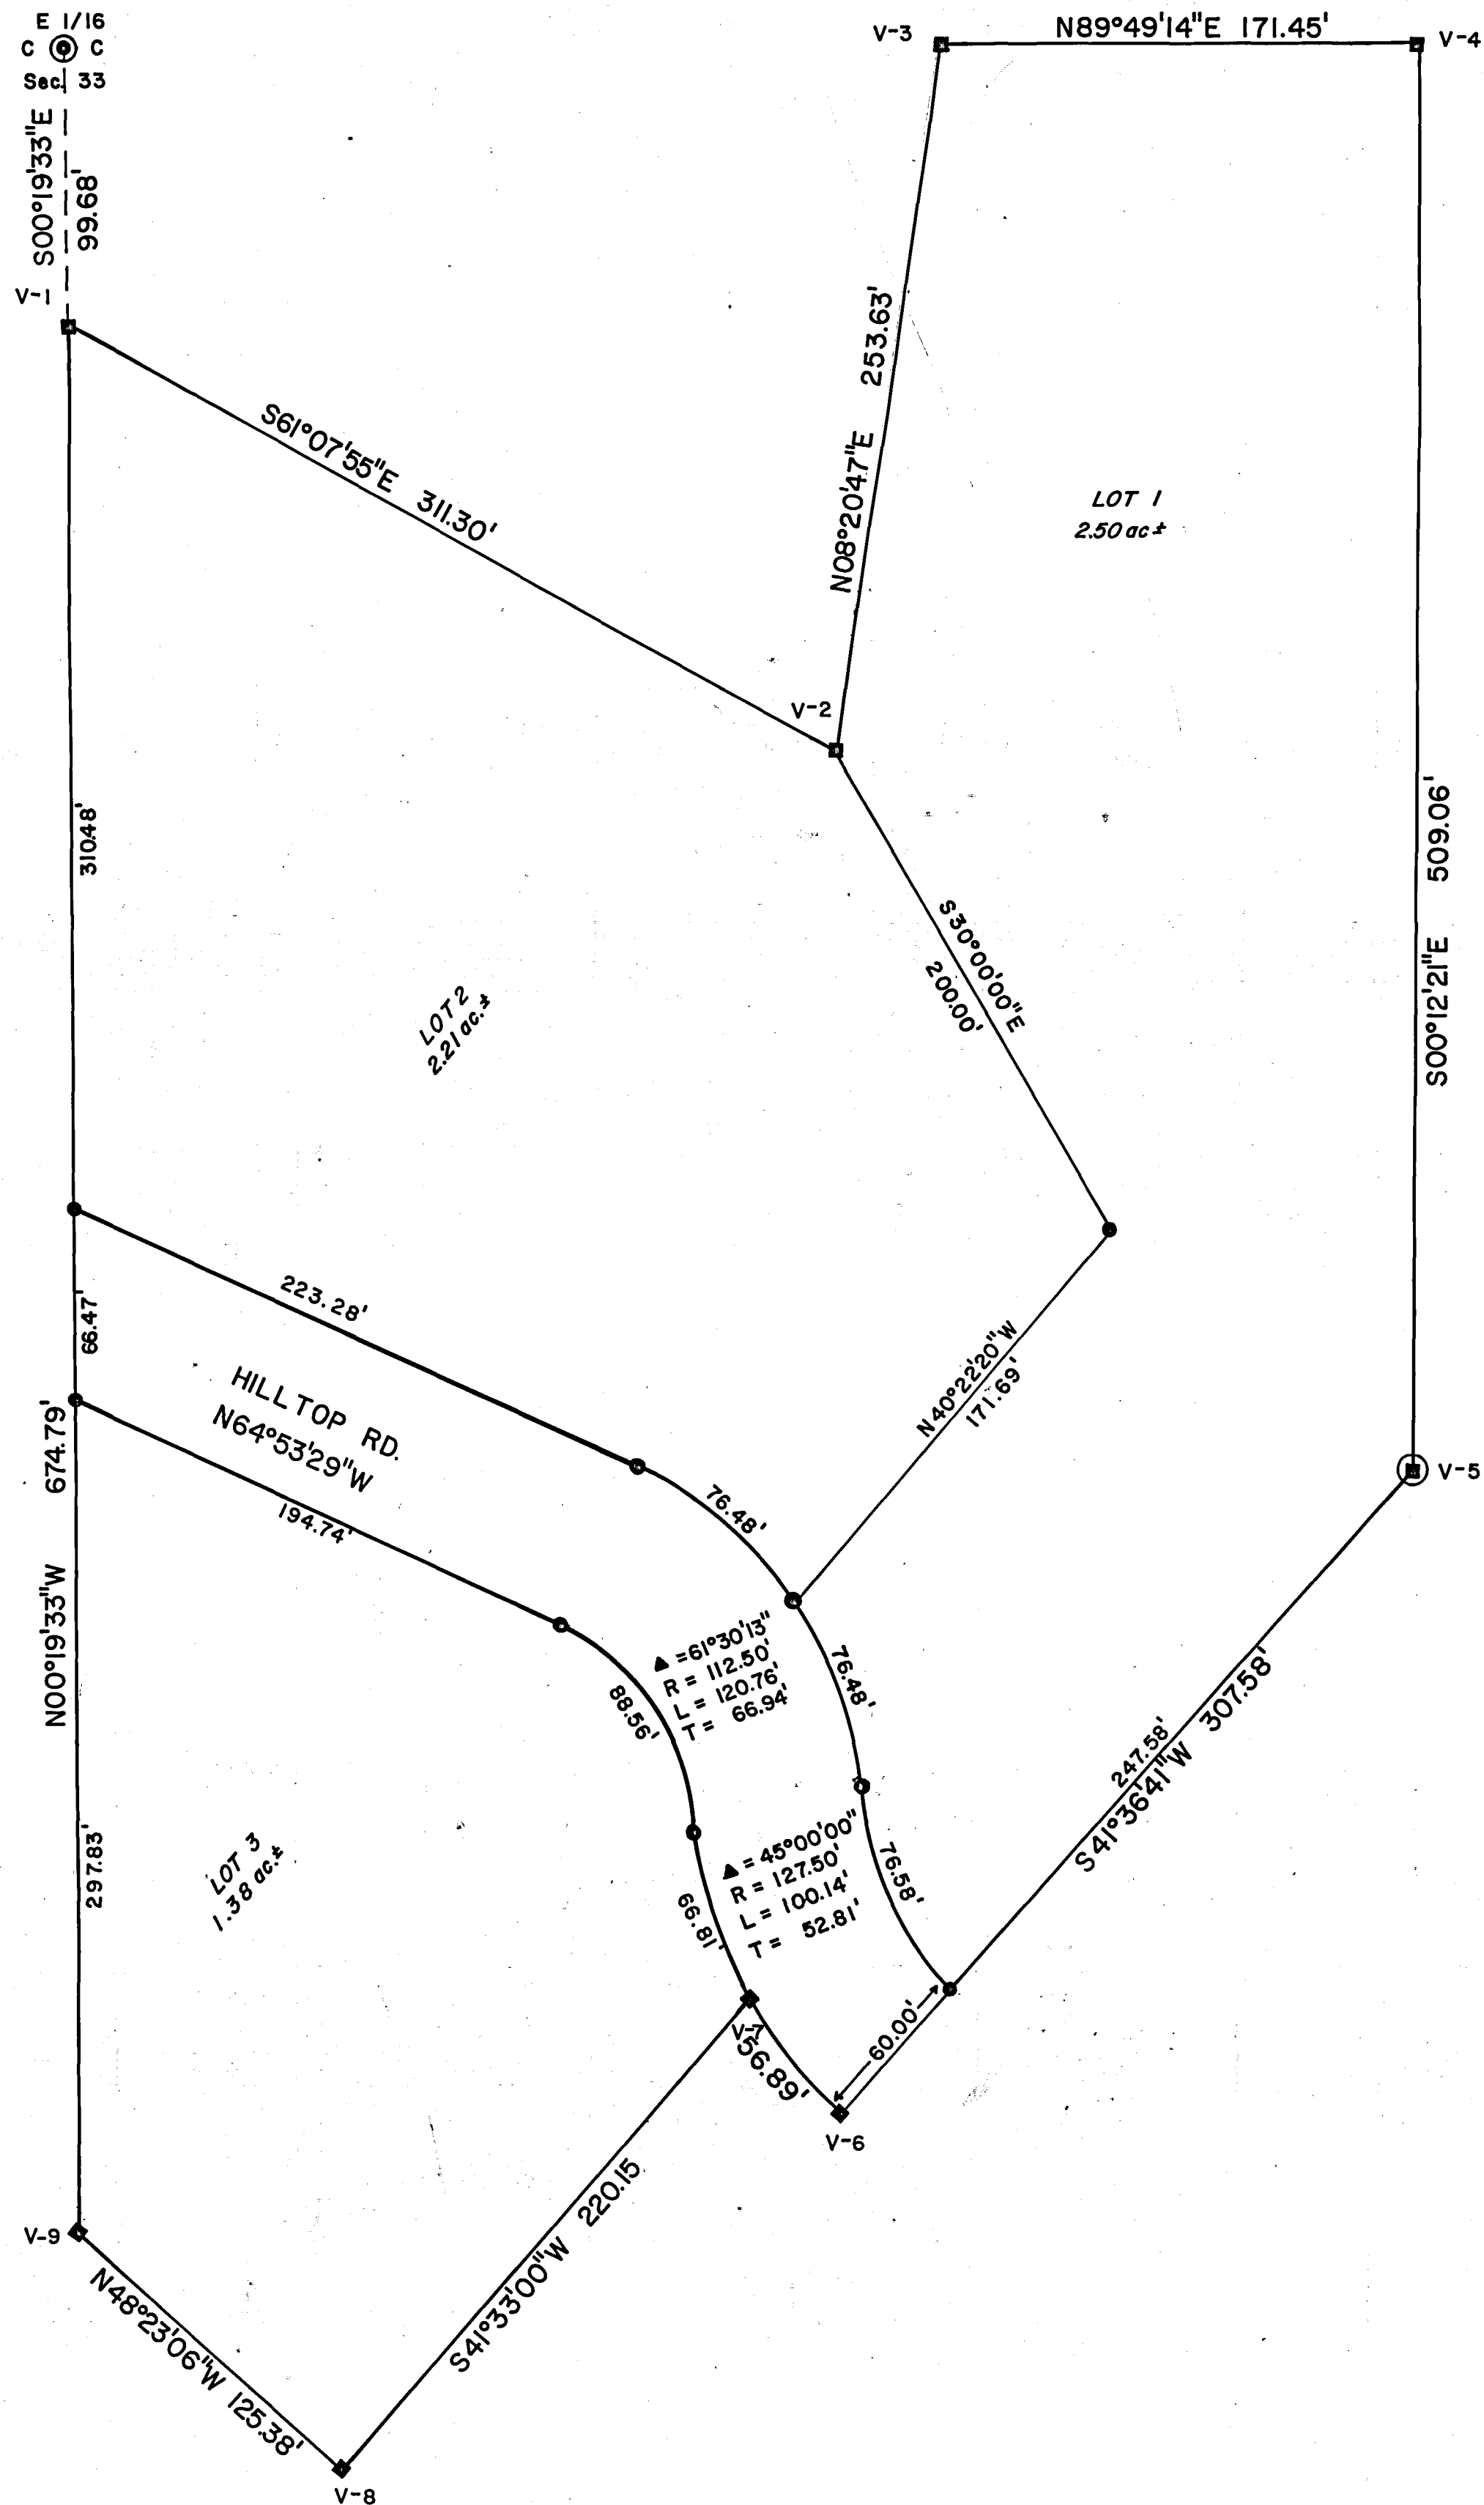 E 1/16
C C
Sec. 33
S00°19'33"E
99.68'
V-1
V-3
N89°49'14"E 171.45'
V-4
N08°20'47"E 253.63'
S61°07'55"E 311.30'
LOT 1
2.50 ac±
V-2
310.48'
S00°12'21"E 509.06'
S30°00'00"E
200.00'
LOT 2
2.21 ac.±
223.28'
66.47'
HILLTOP RD.
N64°53'29"W
N40°22'20"W
171.69'
N00°19'33"W 674.79'
V-5
194.74'
76.48'
▲=61°30'13"
R = 112.50'
L = 120.76'
T = 66.94'
76.48'
88.56'
247.58'
S41°36'41"W 307.58'
▲=45°00'00"
R = 127.50'
L = 100.14'
T = 52.81'
76.58'
LOT 3
1.38 ac.±
297.83'
66.81'
V-7
56.89'
60.00'
V-6
S41°33'00"W 220.15
V-9
N48°23'06"W 125.38'
V-8